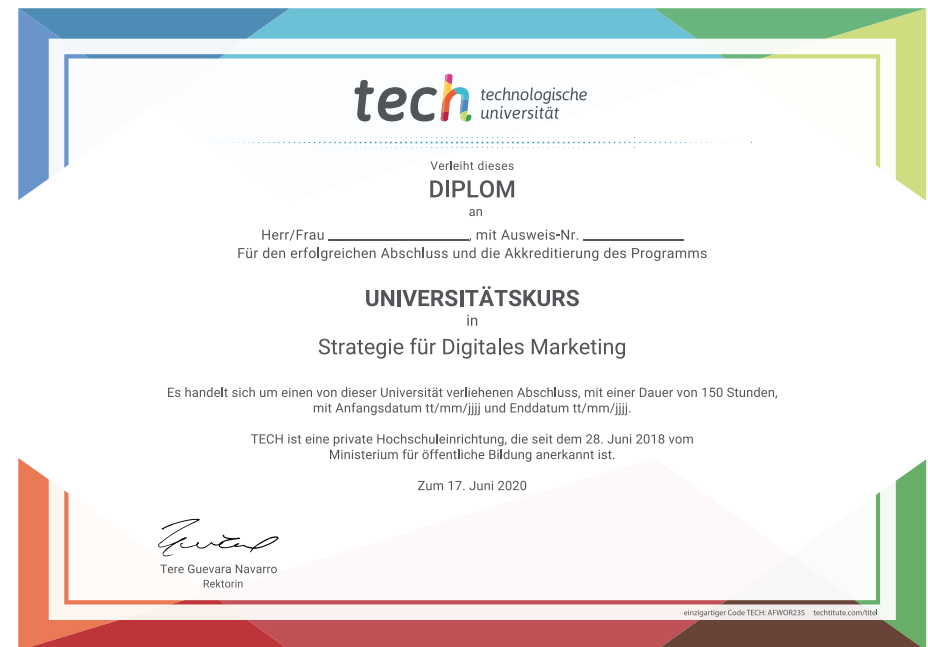 tech technologische
universität
Verleiht dieses
DIPLOM
an
Herr/Frau , mit Ausweis-Nr.
Für den erfolgreichen Abschluss und die Akkreditierung des Programms
UNIVERSITÄTSKURS
in
Strategie für Digitales Marketing
Es handelt sich um einen von dieser Universität verliehenen Abschluss, mit einer Dauer von 150 Stunden,
mit Anfangsdatum tt/mm/jjjj und Enddatum tt/mm/jjjj.
TECH ist eine private Hochschuleinrichtung, die seit dem 28. Juni 2018 vom
Ministerium für öffentliche Bildung anerkannt ist.
Zum 17. Juni 2020
Tere Guevara Navarro
Rektorin
einzigartiger Code TECH: AFWOR23S techtitute.com/titel